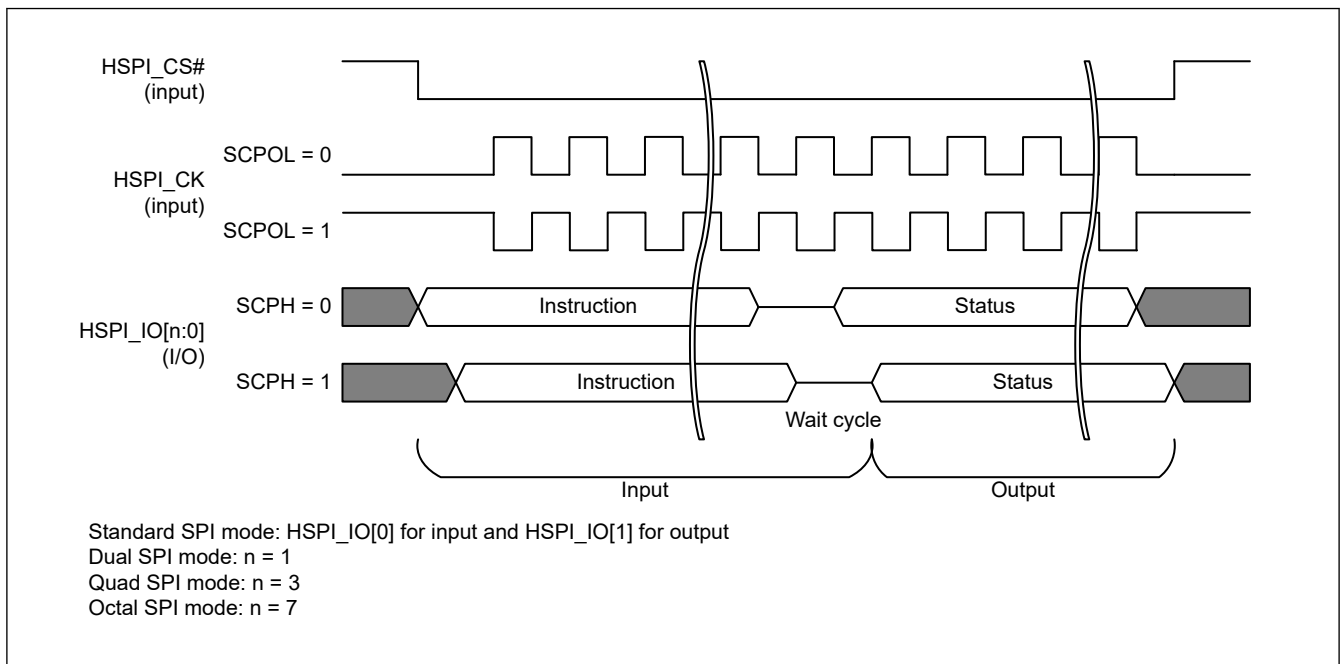 HSPI_CS#
(input)
SCPOL = 0
HSPI_CK
(input)
SCPOL = 1
SCPH = 0
Instruction
Status
HSPI_IO[n:0]
(I/O)
SCPH = 1
Instruction
Status
Wait cycle
Input
Output
Standard SPI mode: HSPI_IO[0] for input and HSPI_IO[1] for output
Dual SPI mode: n = 1
Quad SPI mode: n = 3
Octal SPI mode: n = 7